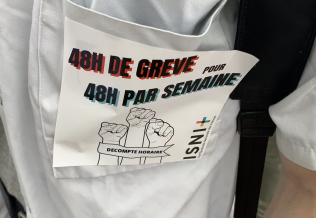 48H DE GREVE POUR
48H PAR SEMAINE
DECOMPTE HORAIRE
ISNI